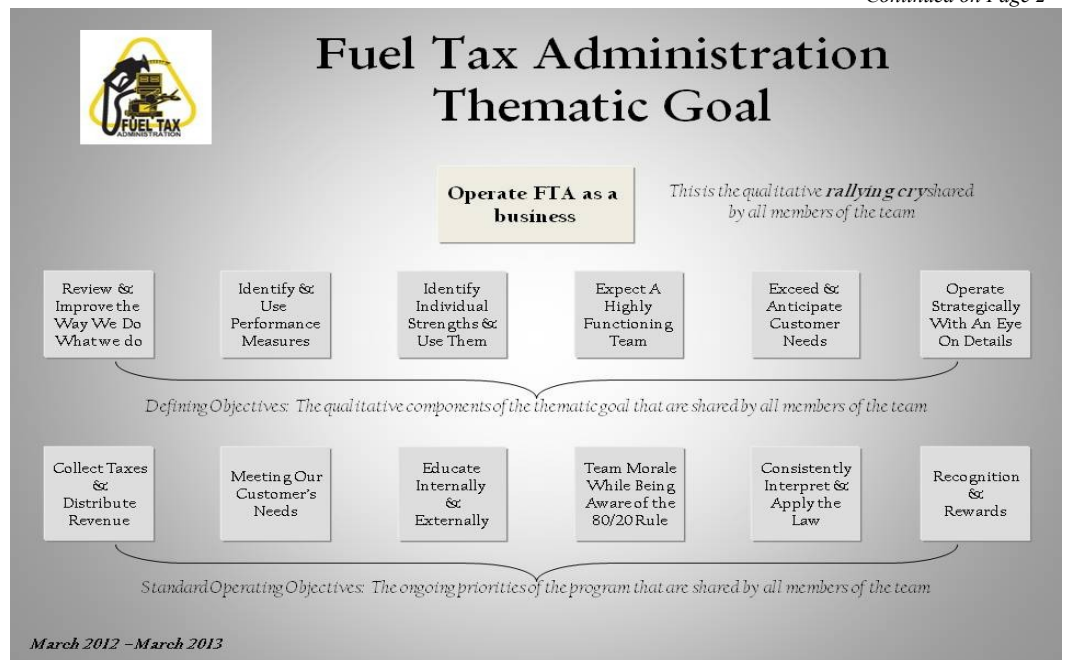 Continued on Page 2
FUEL TAX
ADMINISTRATION
Fuel Tax Administration
Thematic Goal
Operate FTA as a
business
This is the qualitative rallying cry shared
by all members of the team
Review &
Improve the
Way We Do
What we do
Identify &
Use
Performance
Measures
Identify
Individual
Strengths &
Use Them
Expect A
Highly
Functioning
Team
Exceed &
Anticipate
Customer
Needs
Operate
Strategically
With An Eye
On Details
Defining Objectives: The qualitative components of the thematic goal that are shared by all members of the team
Collect Taxes
&
Distribute
Revenue
Meeting Our
Customer's
Needs
Educate
Internally
&
Externally
Team Morale
While Being
Aware of the
80/20 Rule
Consistently
Interpret &
Apply the
Law
Recognition
&
Rewards
Standard Operating Objectives: The ongoing priorities of the program that are shared by all members of the team
March 2012 – March 2013